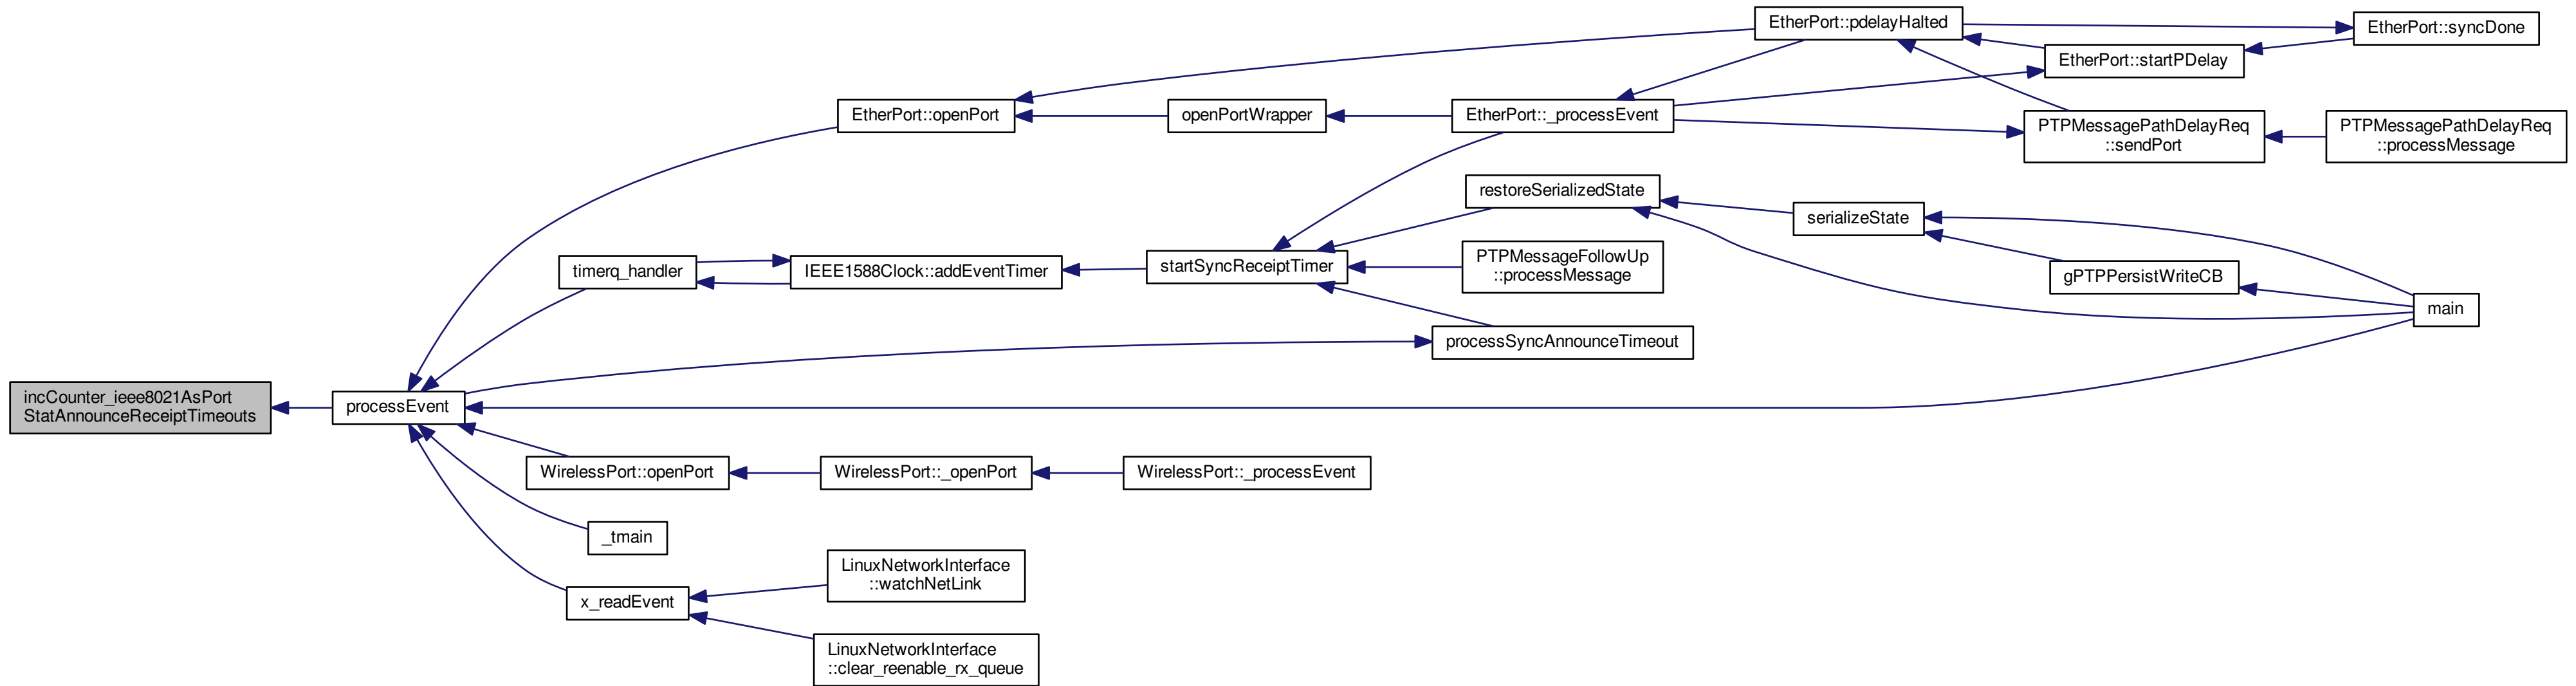 EtherPort::pdelayHalted
EtherPort::syncDone
EtherPort::startPDelay
EtherPort::openPort
openPortWrapper
EtherPort::_processEvent
PTPMessagePathDelayReq
::sendPort
PTPMessagePathDelayReq
::processMessage
restoreSerializedState
serializeState
timerq_handler
IEEE1588Clock::addEventTimer
startSyncReceiptTimer
PTPMessageFollowUp
::processMessage
gPTPPersistWriteCB
main
processSyncAnnounceTimeout
incCounter_ieee8021AsPort
StatAnnounceReceiptTimeouts
processEvent
WirelessPort::openPort
WirelessPort::_openPort
WirelessPort::_processEvent
_tmain
LinuxNetworkInterface
::watchNetLink
x_readEvent
LinuxNetworkInterface
::clear_reenable_rx_queue